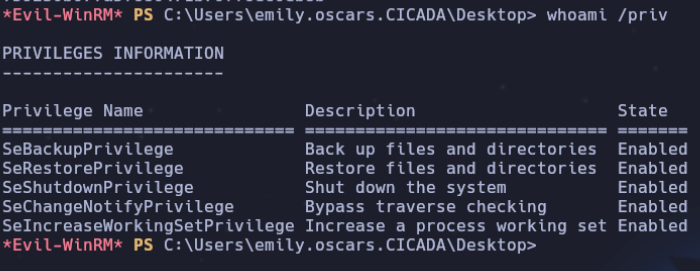 *Evil-WinRM* PS C:\Users\emily.oscars.CICADA\Desktop> whoami /priv
PRIVILEGES INFORMATION
----------------------
Privilege Name                Description                    State
============================= ============================== =======
SeBackupPrivilege             Back up files and directories  Enabled
SeRestorePrivilege            Restore files and directories  Enabled
SeShutdownPrivilege           Shut down the system           Enabled
SeChangeNotifyPrivilege       Bypass traverse checking       Enabled
SeIncreaseWorkingSetPrivilege Increase a process working set Enabled
*Evil-WinRM* PS C:\Users\emily.oscars.CICADA\Desktop>